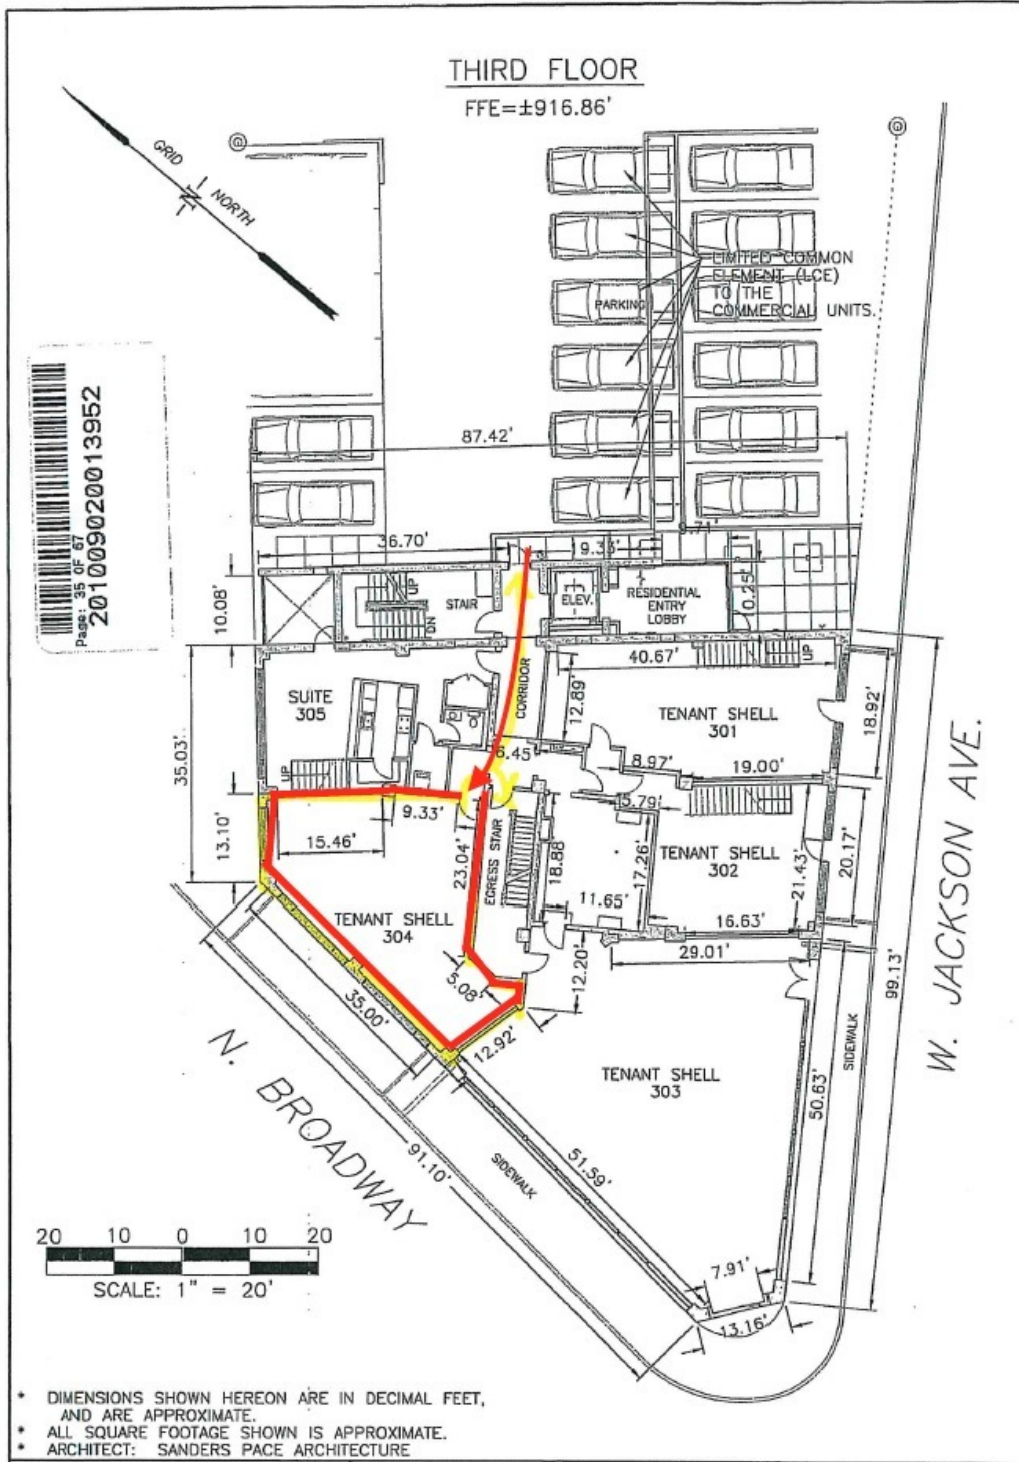 THIRD FLOOR
FFE=±916.86'
GRID
N
NORTH
LIMITED COMMON
ELEMENT (LCE)
TO THE
COMMERCIAL UNITS.
PARKING
Page: 35 OF 67
201009020013952
87.42'
36.70'
19.33'
10.08'
UP
DN
STAIR
ELEV.
RESIDENTIAL
ENTRY
LOBBY
10.25'
40.67'
UP
SUITE
305
CORRIDOR
12.89'
TENANT SHELL
301
18.92'
35.03'
6.45'
8.97'
19.00'
UP
13.10'
9.33'
15.46'
23.04'
EGRESS STAIR
18.88'
5.79'
17.26'
TENANT SHELL
302
21.43'
20.17'
11.65'
16.63'
TENANT SHELL
304
29.01'
12.20'
5.08'
35.00'
12.92'
TENANT SHELL
303
50.63'
SIDEWALK
99.13'
W. JACKSON AVE.
N. BROADWAY
91.10'
SIDEWALK
51.59'
7.91'
13.16'
20 10 0 10 20
SCALE: 1" = 20'
* DIMENSIONS SHOWN HEREON ARE IN DECIMAL FEET,
AND ARE APPROXIMATE.
* ALL SQUARE FOOTAGE SHOWN IS APPROXIMATE.
* ARCHITECT: SANDERS PACE ARCHITECTURE